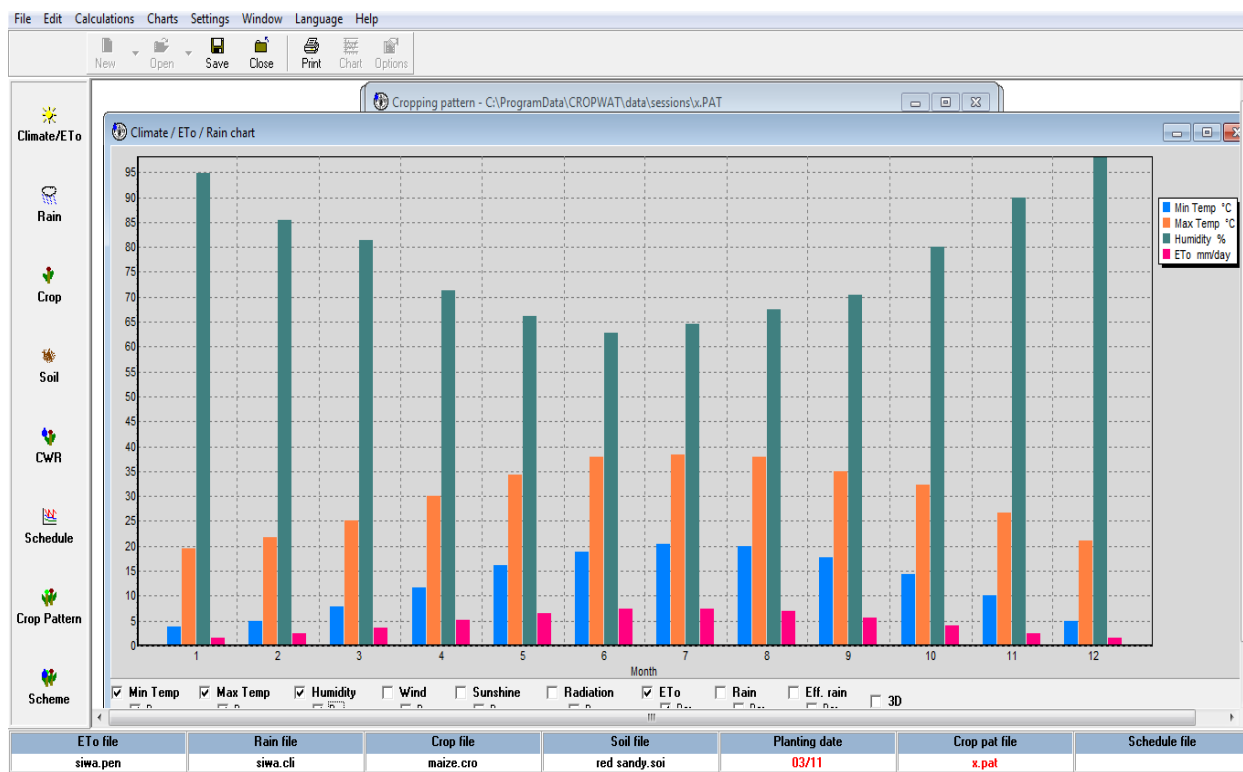 File Edit Calculations Charts Settings Window Language Help
New Open Save Close Print Chart Options
Cropping pattern - C:\ProgramData\CROPWAT\data\sessions\x.PAT
Climate / ETo / Rain chart
Climate/ETo
Rain
Crop
Soil
CWR
Schedule
Crop Pattern
Scheme
95
90
85
80
75
70
65
60
55
50
45
40
35
30
25
20
15
10
5
0
1 2 3 4 5 6 7 8 9 10 11 12
Month
Min Temp °C
Max Temp °C
Humidity %
ETo mm/day
Min Temp Max Temp Humidity Wind Sunshine Radiation ETo Rain Eff. rain 3D
ETo file Rain file Crop file Soil file Planting date Crop pat file Schedule file
siwa.pen siwa.cli maize.cro red sandy.soi 03/11 x.pat